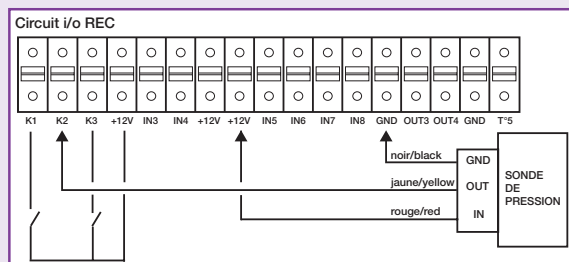 Circuit i/o REC
K1 K2 K3 +12V IN3 IN4 +12V +12V IN5 IN6 IN7 IN8 GND OUT3 OUT4 GND T°5
noir/black GND
jaune/yellow OUT
rouge/red IN
SONDE
DE
PRESSION